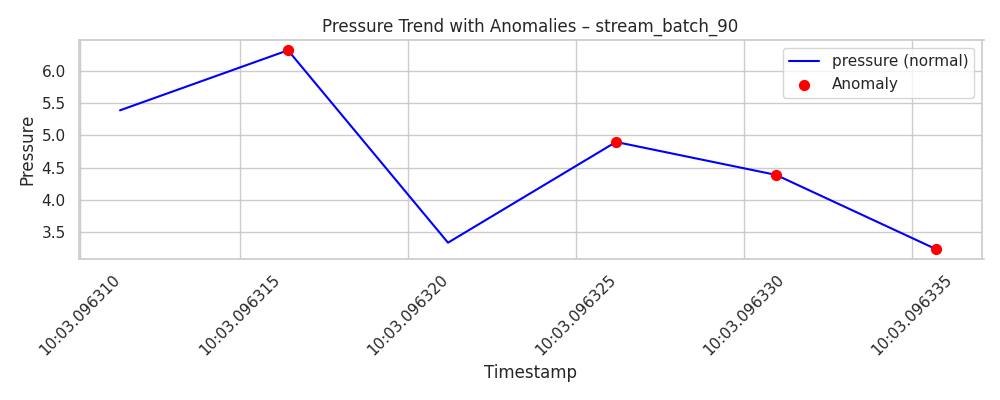 Pressure Trend with Anomalies – stream_batch_90
pressure (normal)
Anomaly
Pressure
6.0
5.5
5.0
4.5
4.0
3.5
10:03.096310
10:03.096315
10:03.096320
10:03.096325
10:03.096330
10:03.096335
Timestamp